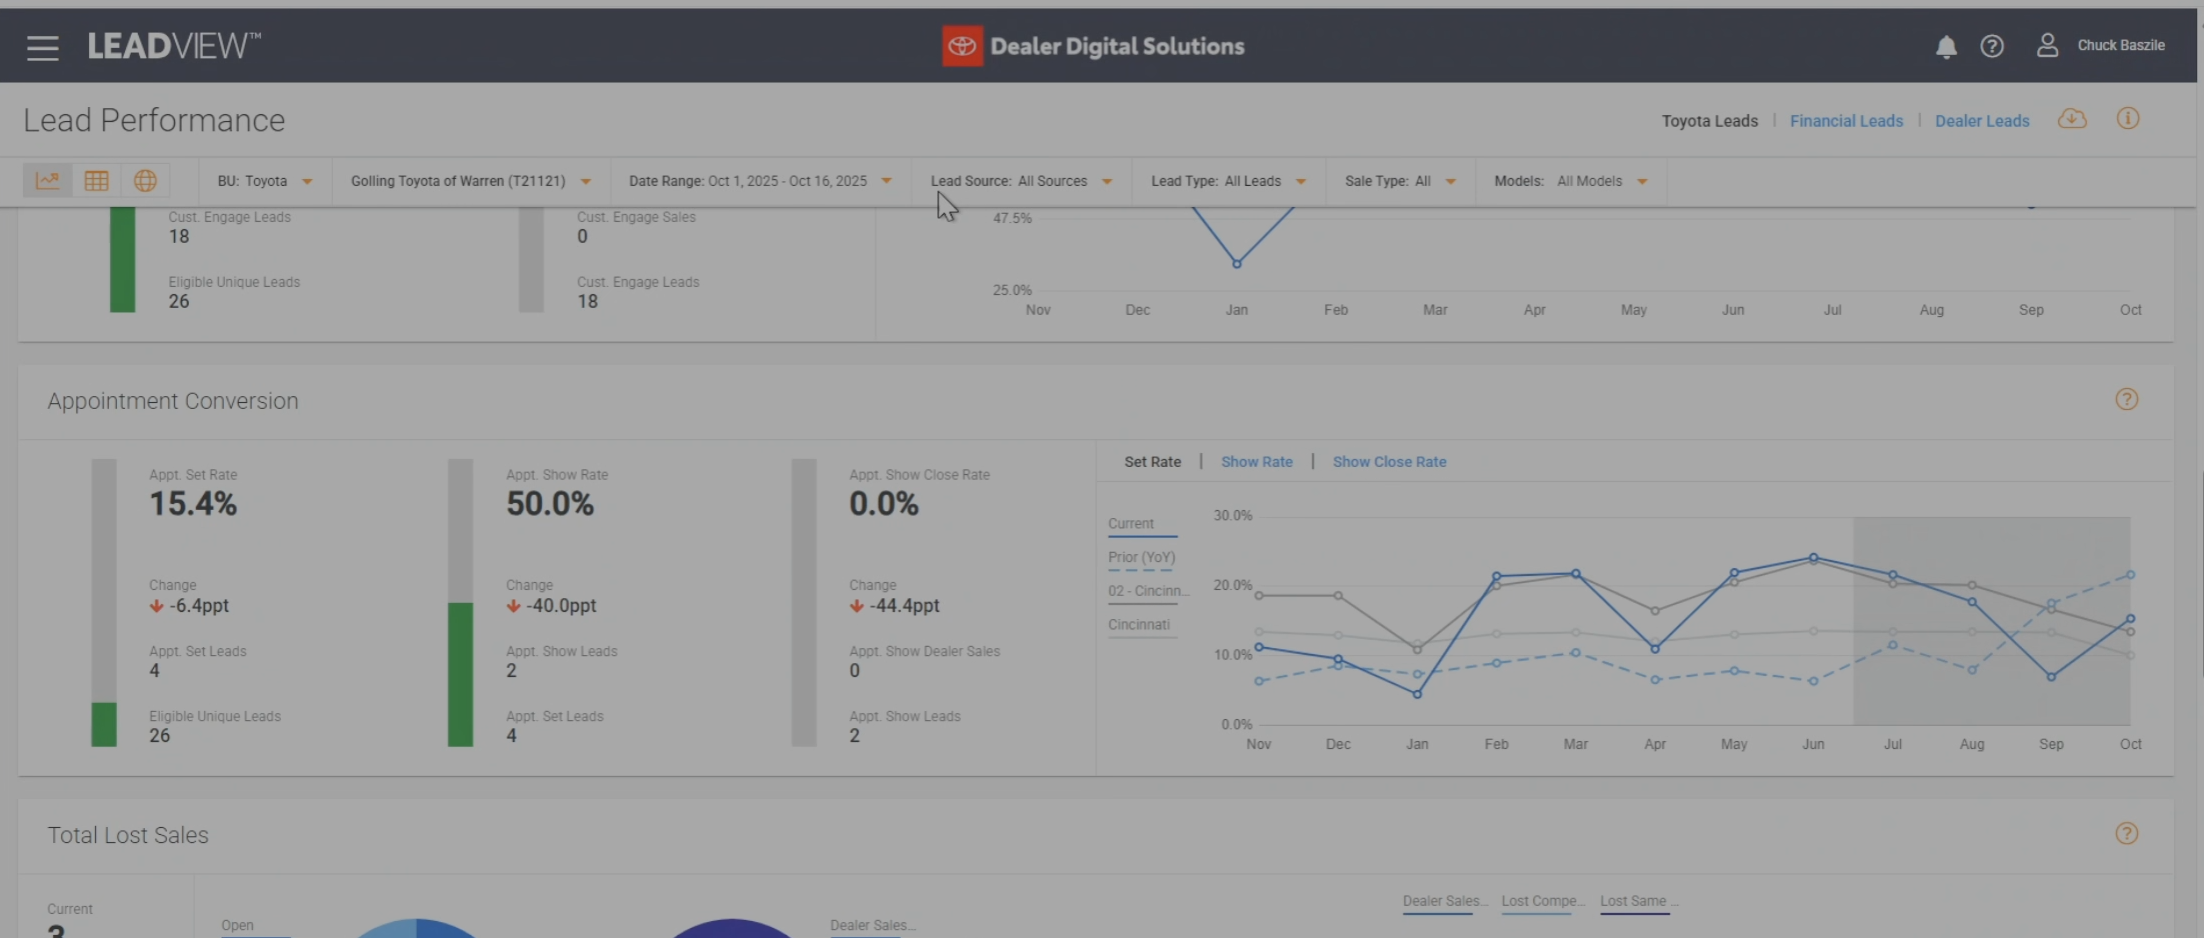 LEADVIEW™
Dealer Digital Solutions
Chuck Baszile
Lead Performance
Toyota Leads | Financial Leads | Dealer Leads
BU: Toyota
Golling Toyota of Warren (T21121)
Date Range: Oct 1, 2025 - Oct 16, 2025
Lead Source: All Sources
Lead Type: All Leads
Sale Type: All
Models: All Models
Cust. Engage Leads
18
Eligible Unique Leads
26
Cust. Engage Sales
0
Cust. Engage Leads
18
47.5%
25.0%
Nov Dec Jan Feb Mar Apr May Jun Jul Aug Sep Oct
Appointment Conversion
Appt. Set Rate
15.4%
Change
-6.4ppt
Appt. Set Leads
4
Eligible Unique Leads
26
Appt. Show Rate
50.0%
Change
-40.0ppt
Appt. Show Leads
2
Appt. Set Leads
4
Appt. Show Close Rate
0.0%
Change
-44.4ppt
Appt. Show Dealer Sales
0
Appt. Show Leads
2
Set Rate | Show Rate | Show Close Rate
Current
Prior (YoY)
02 - Cincinn...
Cincinnati
30.0%
20.0%
10.0%
0.0%
Nov Dec Jan Feb Mar Apr May Jun Jul Aug Sep Oct
Total Lost Sales
Current
3
Open
Dealer Sales...
Dealer Sales... Lost Compe... Lost Same ...